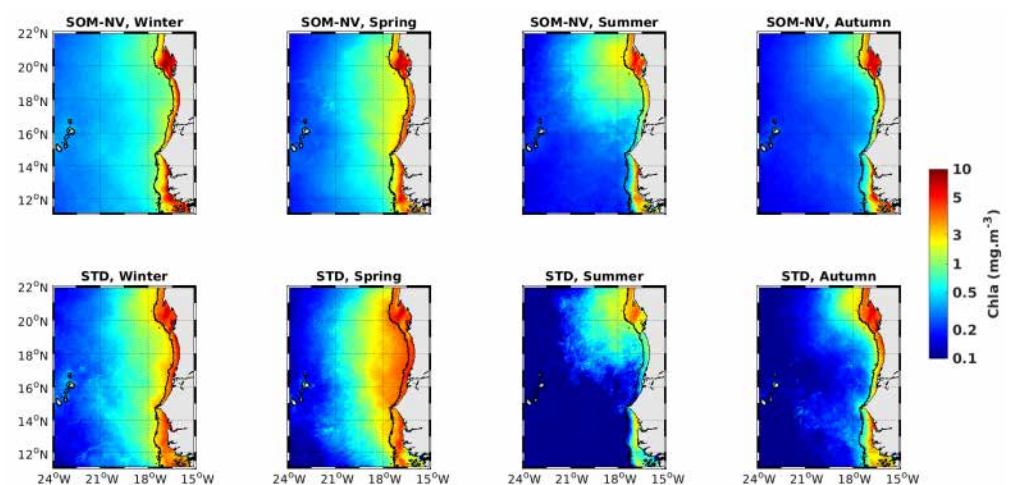 SOM-NV, Winter SOM-NV, Spring SOM-NV, Summer SOM-NV, Autumn
22°N
20°N
18°N
16°N
14°N
12°N
10
5
3
1
0.5
0.2
0.1
Chla (mg.m⁻³)
STD, Winter STD, Spring STD, Summer STD, Autumn
22°N
20°N
18°N
16°N
14°N
12°N
24°W 21°W 18°W 15°W 24°W 21°W 18°W 15°W 24°W 21°W 18°W 15°W 24°W 21°W 18°W 15°W